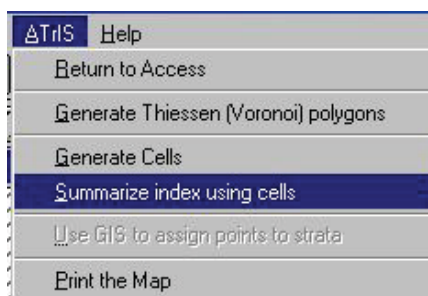 ΔTrIS Help
Return to Access
Generate Thiessen (Voronoi) polygons
Generate Cells
Summarize index using cells
Use GIS to assign points to strata
Print the Map